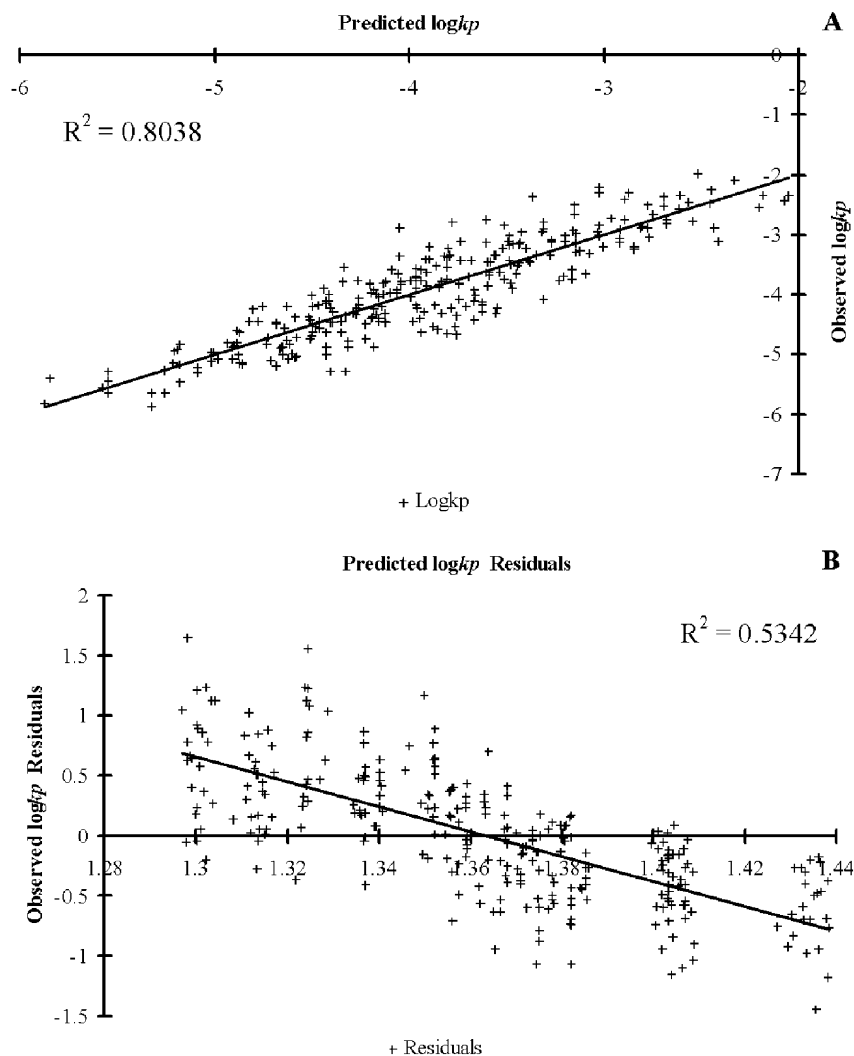 Predicted logkp
A
-6 -5 -4 -3 -2
0
R² = 0.8038
-1
-2
-3
Observed logkp
-4
-5
-6
-7
+ Logkp
Predicted logkp Residuals
B
2
R² = 0.5342
1.5
1
0.5
Observed logkp Residuals
0
1.28 1.3 1.32 1.34 1.36 1.38 1.4 1.42 1.44
-0.5
-1
-1.5
+ Residuals